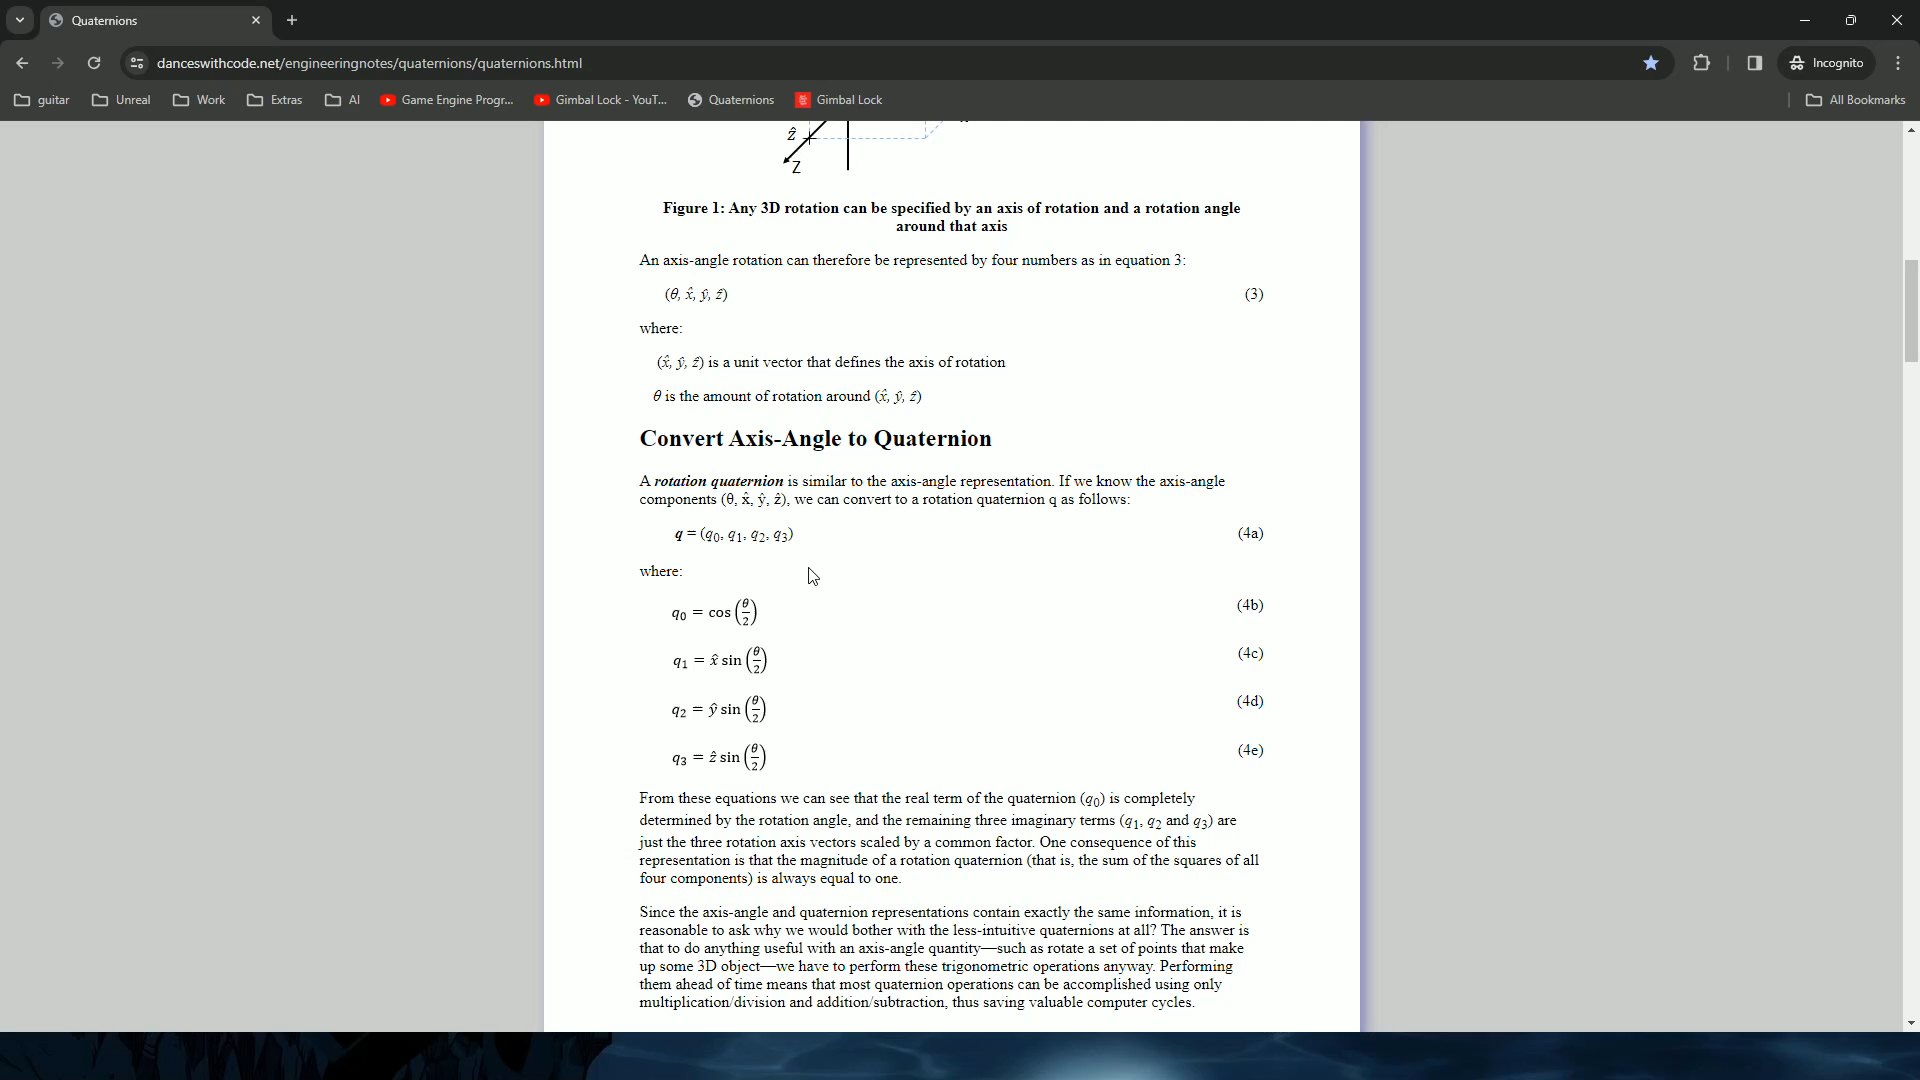 Quaternions
danceswithcode.net/engineeringnotes/quaternions/quaternions.html
Incognito
guitar Unreal Work Extras AI Game Engine Progr... Gimbal Lock - YouT... Quaternions Gimbal Lock All Bookmarks
ẑ
Z
Figure 1: Any 3D rotation can be specified by an axis of rotation and a rotation angle
around that axis
An axis-angle rotation can therefore be represented by four numbers as in equation 3:
(θ, x̂, ŷ, ẑ) (3)
where:
(x̂, ŷ, ẑ) is a unit vector that defines the axis of rotation
θ is the amount of rotation around (x̂, ŷ, ẑ)
Convert Axis-Angle to Quaternion
A rotation quaternion is similar to the axis-angle representation. If we know the axis-angle
components (θ, x̂, ŷ, ẑ), we can convert to a rotation quaternion q as follows:
q = (q₀, q₁, q₂, q₃) (4a)
where:
q₀ = cos (θ/2) (4b)
q₁ = x̂ sin (θ/2) (4c)
q₂ = ŷ sin (θ/2) (4d)
q₃ = ẑ sin (θ/2) (4e)
From these equations we can see that the real term of the quaternion (q₀) is completely
determined by the rotation angle, and the remaining three imaginary terms (q₁, q₂ and q₃) are
just the three rotation axis vectors scaled by a common factor. One consequence of this
representation is that the magnitude of a rotation quaternion (that is, the sum of the squares of all
four components) is always equal to one.
Since the axis-angle and quaternion representations contain exactly the same information, it is
reasonable to ask why we would bother with the less-intuitive quaternions at all? The answer is
that to do anything useful with an axis-angle quantity—such as rotate a set of points that make
up some 3D object—we have to perform these trigonometric operations anyway. Performing
them ahead of time means that most quaternion operations can be accomplished using only
multiplication/division and addition/subtraction, thus saving valuable computer cycles.